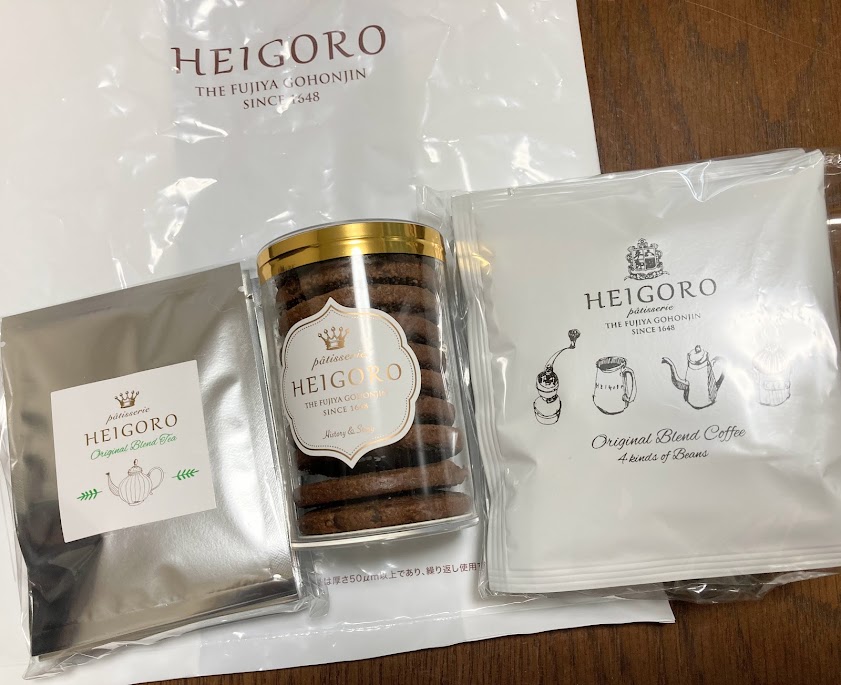 HEIGORO
THE FUJIYA GOHONJIN
SINCE 1648
pâtisserie
HEIGORO
Original Blend Tea
pâtisserie
HEIGORO
THE FUJIYA GOHONJIN
SINCE 1648
History &
HEIGORO
pâtisserie
THE FUJIYA GOHONJIN
SINCE 1648
HEIGORO
Original Blend Coffee
4 kinds of Beans
は厚さ50μm以上であり、繰り返し使用